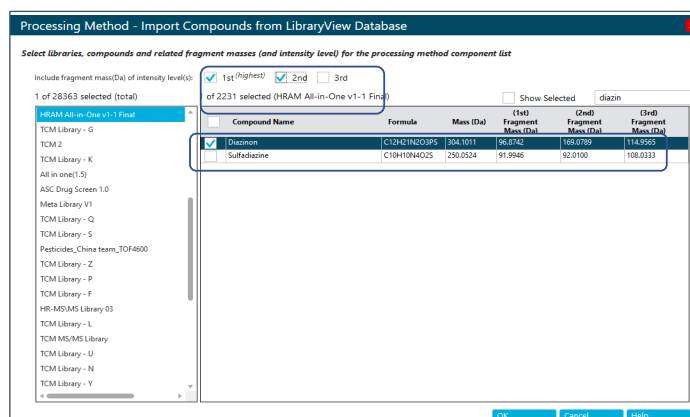 Processing Method - Import Compounds from LibraryView Database
Select libraries, compounds and related fragment masses (and intensity level) for the processing method component list
Include fragment mass(Da) of intensity level(s): 1st (highest) 2nd 3rd
1 of 28363 selected (total) 1 of 2231 selected (HRAM All-in-One v1-1 Final) Show Selected diazin
HRAM All-in-One v1-1 Final
TCM Library - G
TCM 2
TCM Library - K
All in one(1.5)
ASC Drug Screen 1.0
Meta Library V1
TCM Library - Q
TCM Library - S
Pesticides_China team_TOF4600
TCM Library - Z
TCM Library - P
TCM Library - F
HR-MS\MS Library 03
TCM Library - L
TCM MS/MS Library
TCM Library - U
TCM Library - N
TCM Library - Y
Compound Name Formula Mass (Da) (1st) Fragment Mass (Da) (2nd) Fragment Mass (Da) (3rd) Fragment Mass (Da)
Diazinon C12H21N2O3PS 304.1011 96.8742 169.0789 114.9565
Sulfadiazine C10H10N4O2S 250.0524 91.9946 92.0100 108.0333
OK Cancel Help